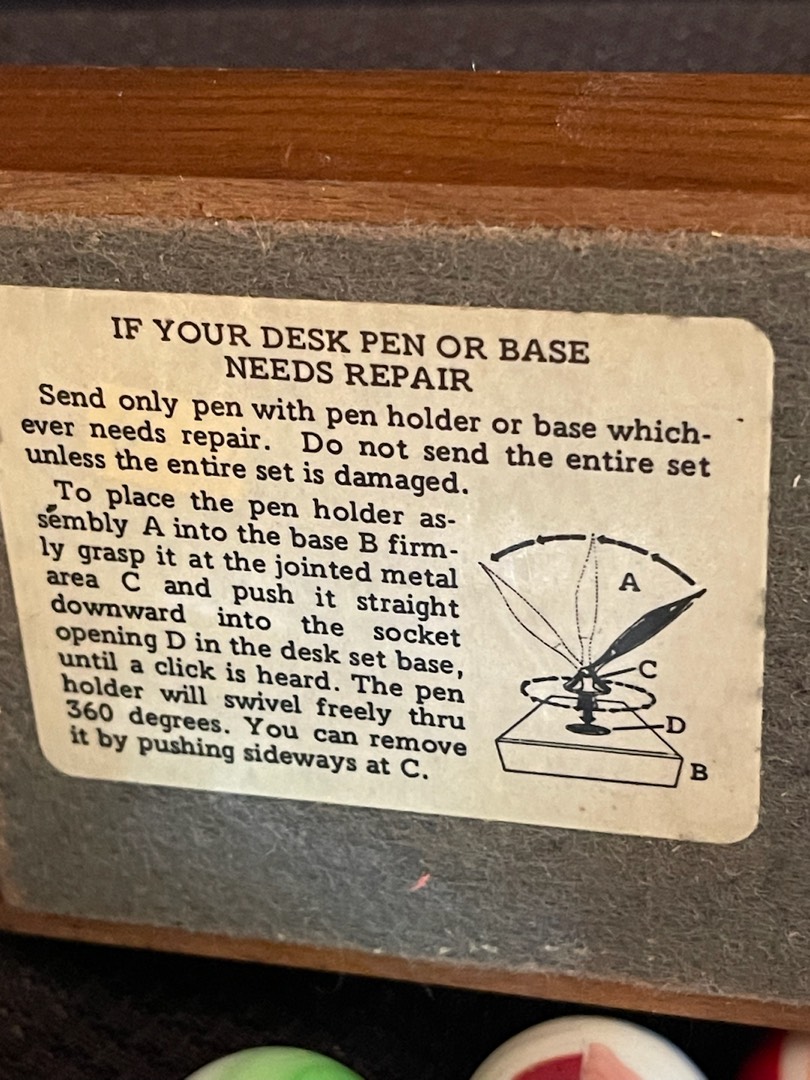 IF YOUR DESK PEN OR BASE
NEEDS REPAIR
Send only pen with pen holder or base which-
ever needs repair. Do not send the entire set
unless the entire set is damaged.
To place the pen holder as-
sembly A into the base B firm-
ly grasp it at the jointed metal
area C and push it straight
downward into the socket
opening D in the desk set base,
until a click is heard. The pen
holder will swivel freely thru
360 degrees. You can remove
it by pushing sideways at C.
A
C
D
B